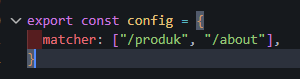 export const config = {
  matcher: ["/produk", "/about"],
}